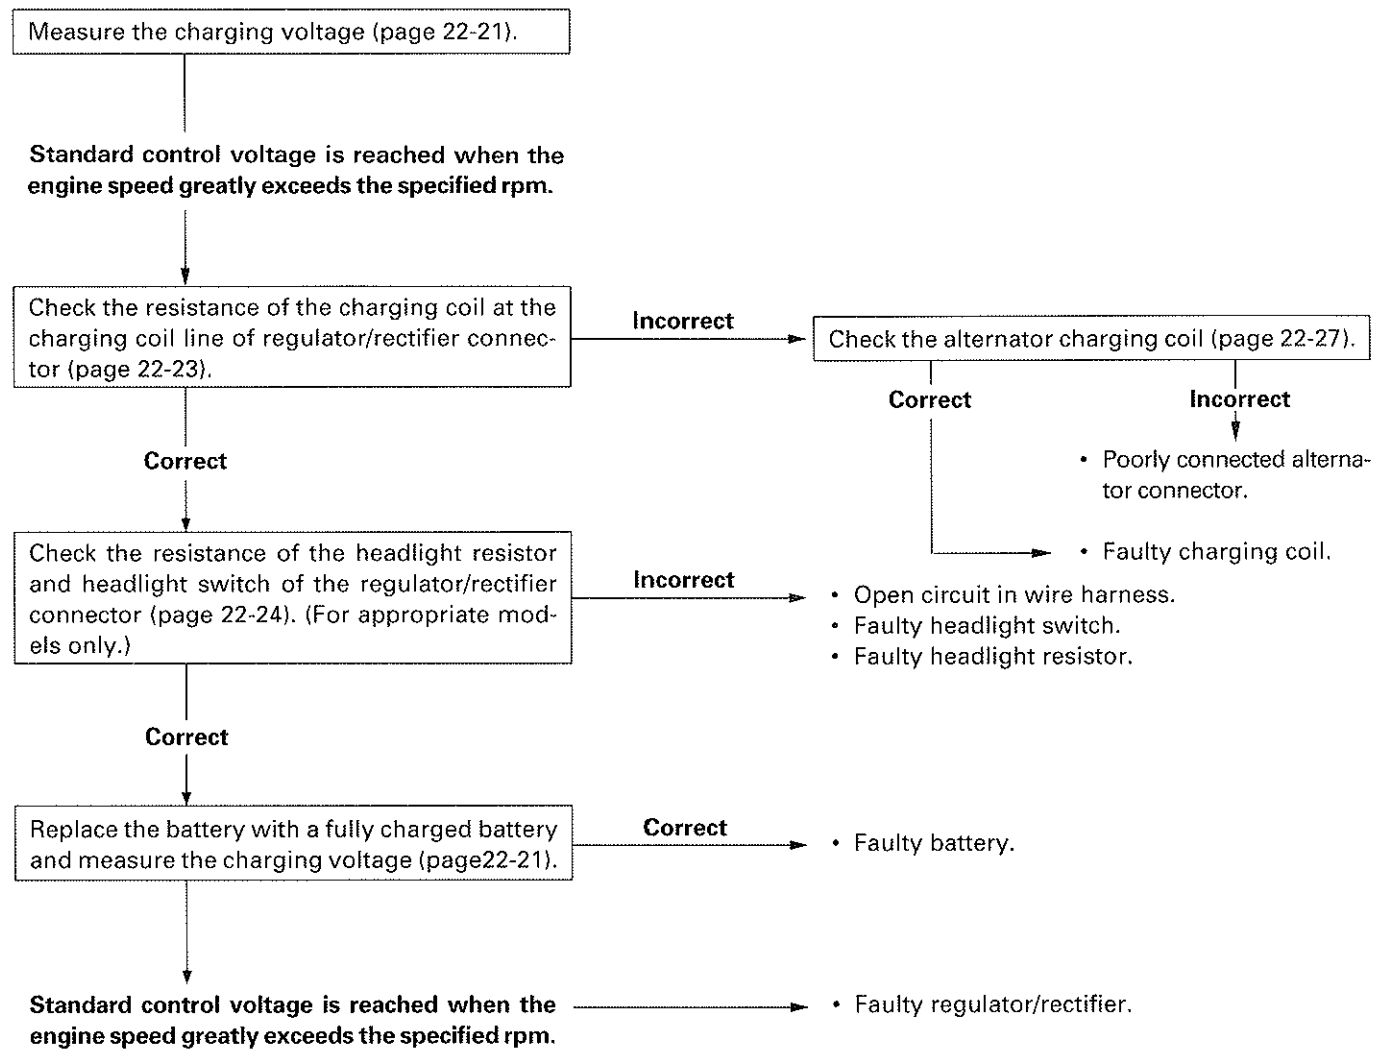 Measure the charging voltage (page 22-21).
Standard control voltage is reached when the
engine speed greatly exceeds the specified rpm.
Check the resistance of the charging coil at the
charging coil line of regulator/rectifier connec-
tor (page 22-23).
Incorrect
Check the alternator charging coil (page 22-27).
Correct
Incorrect
• Poorly connected alterna-
tor connector.
• Faulty charging coil.
Correct
Check the resistance of the headlight resistor
and headlight switch of the regulator/rectifier
connector (page 22-24). (For appropriate mod-
els only.)
Incorrect
• Open circuit in wire harness.
• Faulty headlight switch.
• Faulty headlight resistor.
Correct
Replace the battery with a fully charged battery
and measure the charging voltage (page22-21).
Correct
• Faulty battery.
Standard control voltage is reached when the
engine speed greatly exceeds the specified rpm.
• Faulty regulator/rectifier.